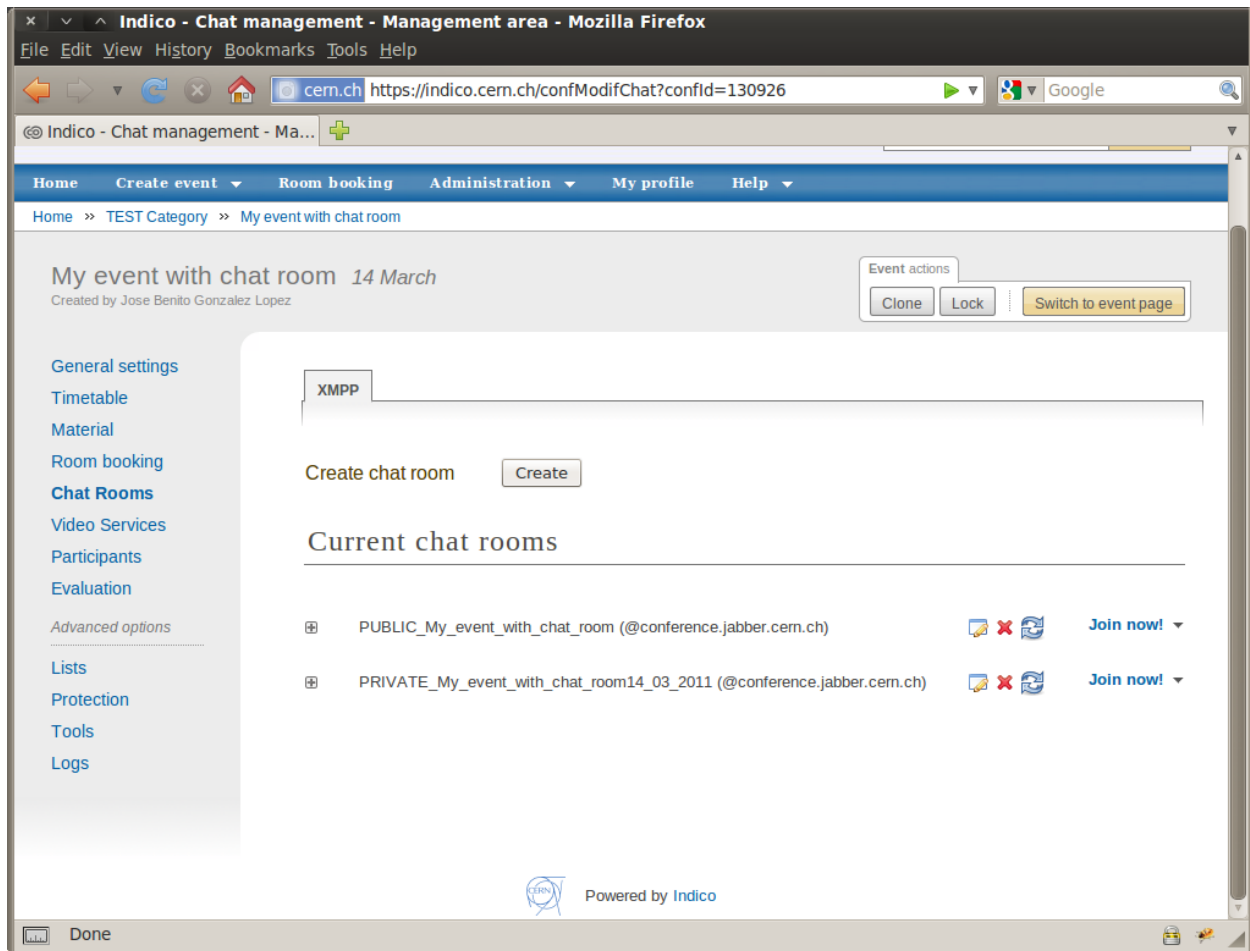 Indico - Chat management - Management area - Mozilla Firefox
File Edit View History Bookmarks Tools Help
cern.ch https://indico.cern.ch/confModifChat?confId=130926 Google
Indico - Chat management - Ma...
Home Create event Room booking Administration My profile Help
Home >> TEST Category >> My event with chat room
My event with chat room 14 March
Created by Jose Benito Gonzalez Lopez
Event actions
Clone Lock Switch to event page
General settings
Timetable
Material
Room booking
Chat Rooms
Video Services
Participants
Evaluation
Advanced options
Lists
Protection
Tools
Logs
XMPP
Create chat room Create
Current chat rooms
PUBLIC_My_event_with_chat_room (@conference.jabber.cern.ch) Join now!
PRIVATE_My_event_with_chat_room14_03_2011 (@conference.jabber.cern.ch) Join now!
CERN Powered by Indico
Done